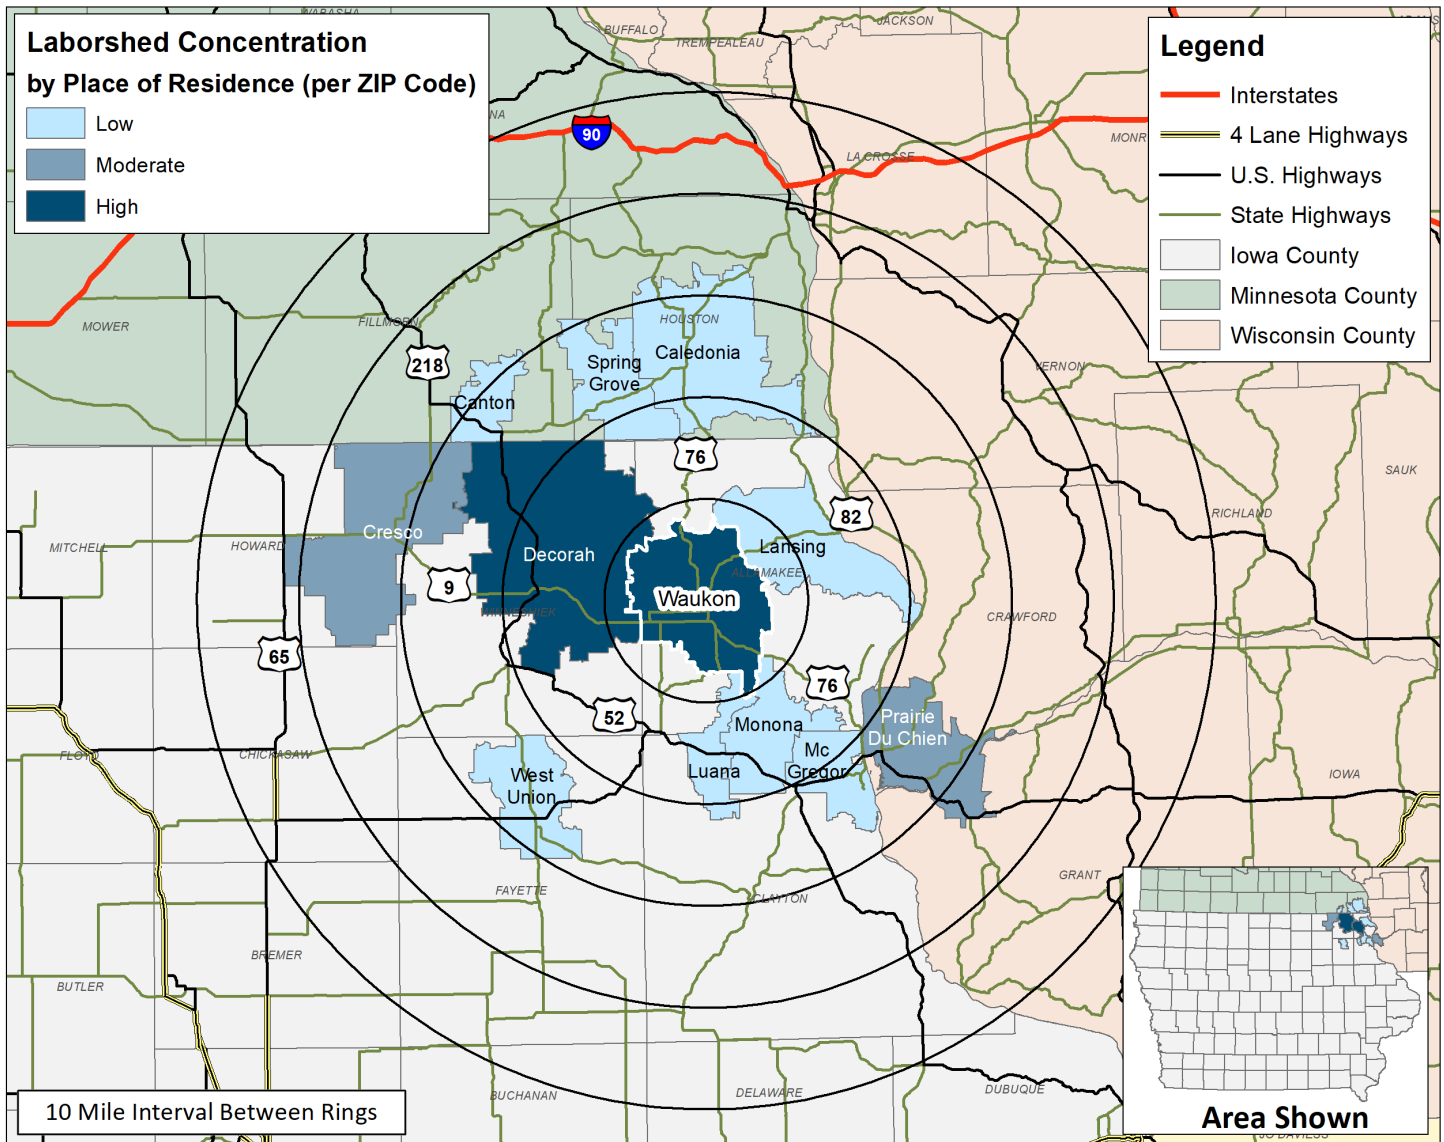 Laborshed Concentration
by Place of Residence (per ZIP Code)
Low
Moderate
High
Legend
Interstates
4 Lane Highways
U.S. Highways
State Highways
Iowa County
Minnesota County
Wisconsin County
WABASHA
BUFFALO
TREMPEALEAU
JACKSON
NA
90
LA CROSSE
MONR
MOWER
FILLMORE
HOUSTON
VERNON
218
Spring
Grove
Caledonia
Canton
76
SAUK
82
RICHLAND
Cresco
MITCHELL
HOWARD
Decorah
Lansing
ALLAMAKEE
9
WINNESHIEK
Waukon
CRAWFORD
65
76
52
Prairie
Du Chien
Monona
FLOYD
CHICKASAW
West
Union
Luana
Mc
Gregor
IOWA
FAYETTE
CLAYTON
GRANT
BREMER
BUTLER
BUCHANAN
DELAWARE
DUBUQUE
10 Mile Interval Between Rings
Area Shown
JO DAVIESS